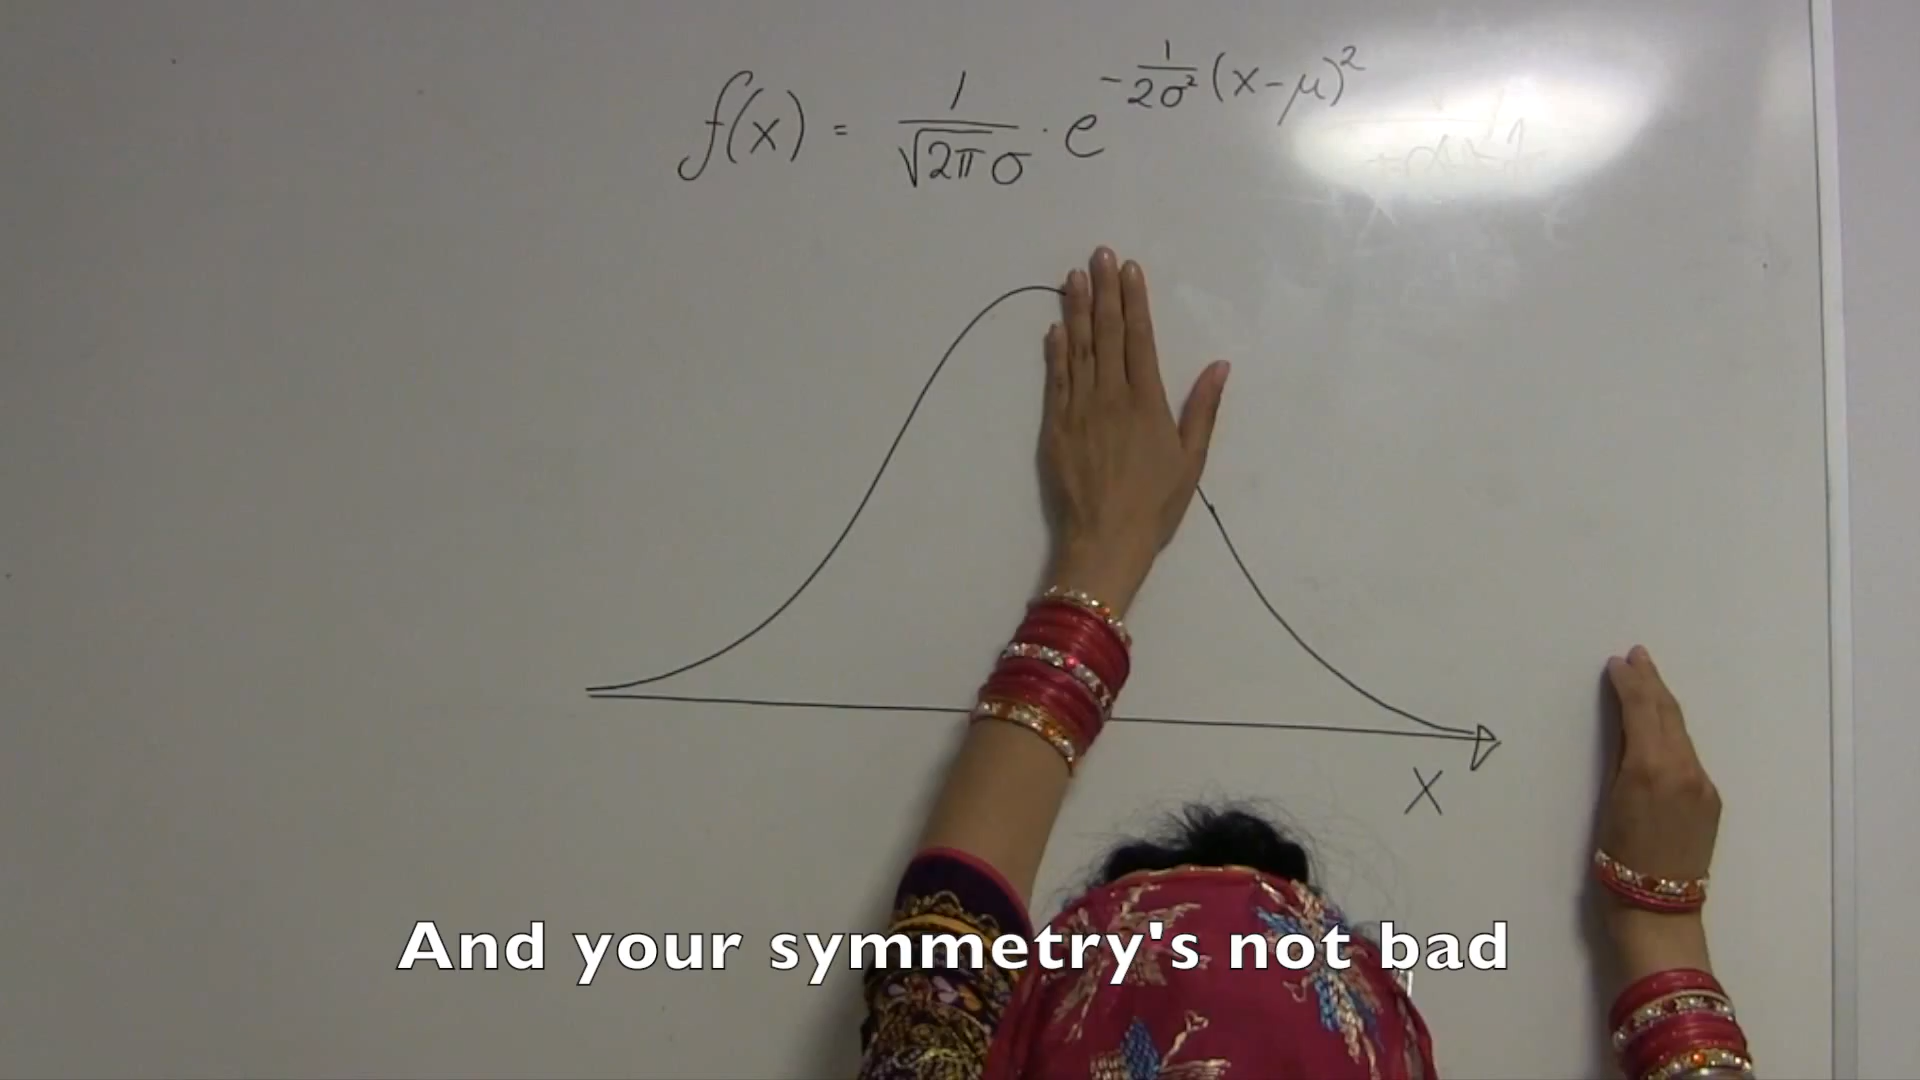 f(x) = 1/√2πσ · e^-1/2σ²(x-μ)²
X
And your symmetry's not bad